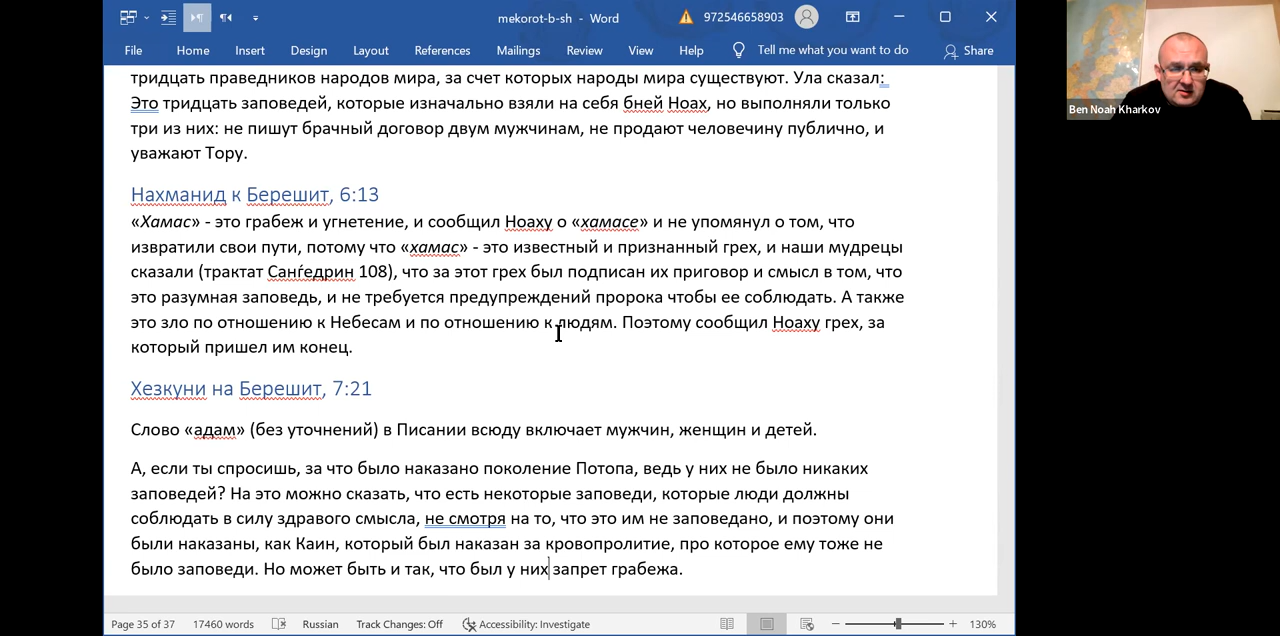 mekorot-b-sh - Word
972546658903
File Home Insert Design Layout References Mailings Review View Help Tell me what you want to do Share
Ben Noah Kharkov
тридцать праведников народов мира, за счет которых народы мира существуют. Ула сказал:
Это тридцать заповедей, которые изначально взяли на себя бней Ноах, но выполняли только
три из них: не пишут брачный договор двум мужчинам, не продают человечину публично, и
уважают Тору.
Нахманид к Берешит, 6:13
«Хамас» - это грабеж и угнетение, и сообщил Ноаху о «хамасе» и не упомянул о том, что
извратили свои пути, потому что «хамас» - это известный и признанный грех, и наши мудрецы
сказали (трактат Санѓедрин 108), что за этот грех был подписан их приговор и смысл в том, что
это разумная заповедь, и не требуется предупреждений пророка чтобы ее соблюдать. А также
это зло по отношению к Небесам и по отношению к людям. Поэтому сообщил Ноаху грех, за
который пришел им конец.
Хезкуни на Берешит, 7:21
Слово «адам» (без уточнений) в Писании всюду включает мужчин, женщин и детей.
А, если ты спросишь, за что было наказано поколение Потопа, ведь у них не было никаких
заповедей? На это можно сказать, что есть некоторые заповеди, которые люди должны
соблюдать в силу здравого смысла, не смотря на то, что это им не заповедано, и поэтому они
были наказаны, как Каин, который был наказан за кровопролитие, про которое ему тоже не
было заповеди. Но может быть и так, что был у них запрет грабежа.
Page 35 of 37 17460 words Russian Track Changes: Off Accessibility: Investigate 130%